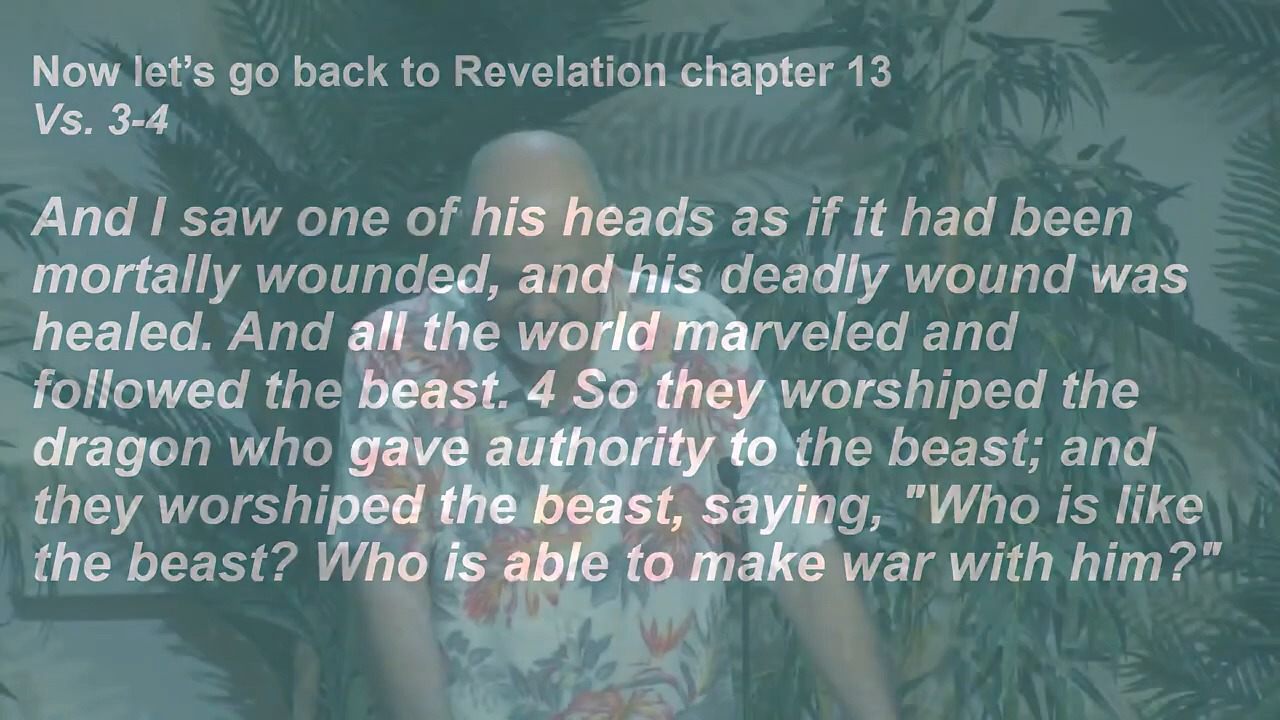 Now let’s go back to Revelation chapter 13
Vs. 3-4
And I saw one of his heads as if it had been
mortally wounded, and his deadly wound was
healed. And all the world marveled and
followed the beast. 4 So they worshiped the
dragon who gave authority to the beast; and
they worshiped the beast, saying, "Who is like
the beast? Who is able to make war with him?"